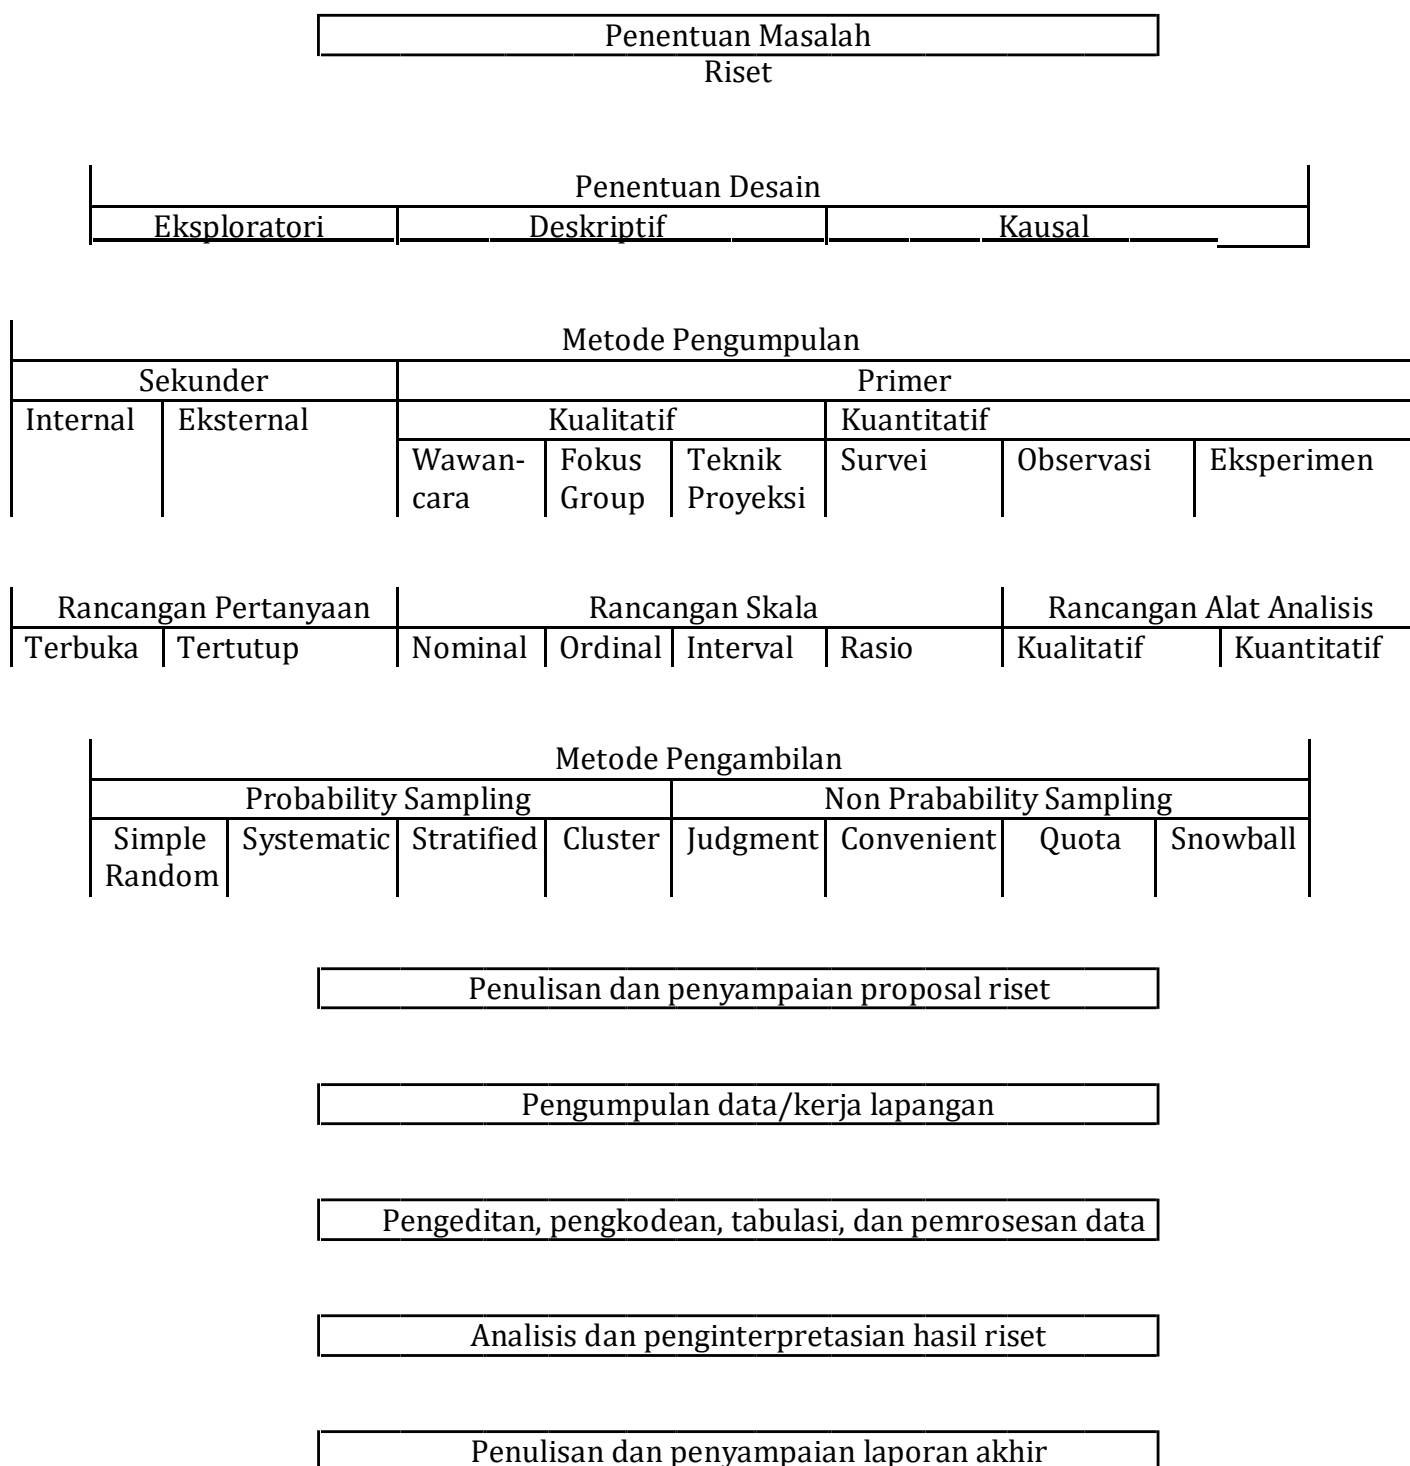 Penentuan Masalah
Riset
Penentuan Desain
Eksploratori Deskriptif Kausal
Metode Pengumpulan
Sekunder Primer
Internal Eksternal Kualitatif Kuantitatif
Wawan- Fokus Teknik Survei Observasi Eksperimen
cara Group Proyeksi
Rancangan Pertanyaan Rancangan Skala Rancangan Alat Analisis
Terbuka Tertutup Nominal Ordinal Interval Rasio Kualitatif Kuantitatif
Metode Pengambilan
Probability Sampling Non Prabability Sampling
Simple Systematic Stratified Cluster Judgment Convenient Quota Snowball
Random
Penulisan dan penyampaian proposal riset
Pengumpulan data/kerja lapangan
Pengeditan, pengkodean, tabulasi, dan pemrosesan data
Analisis dan penginterpretasian hasil riset
Penulisan dan penyampaian laporan akhir